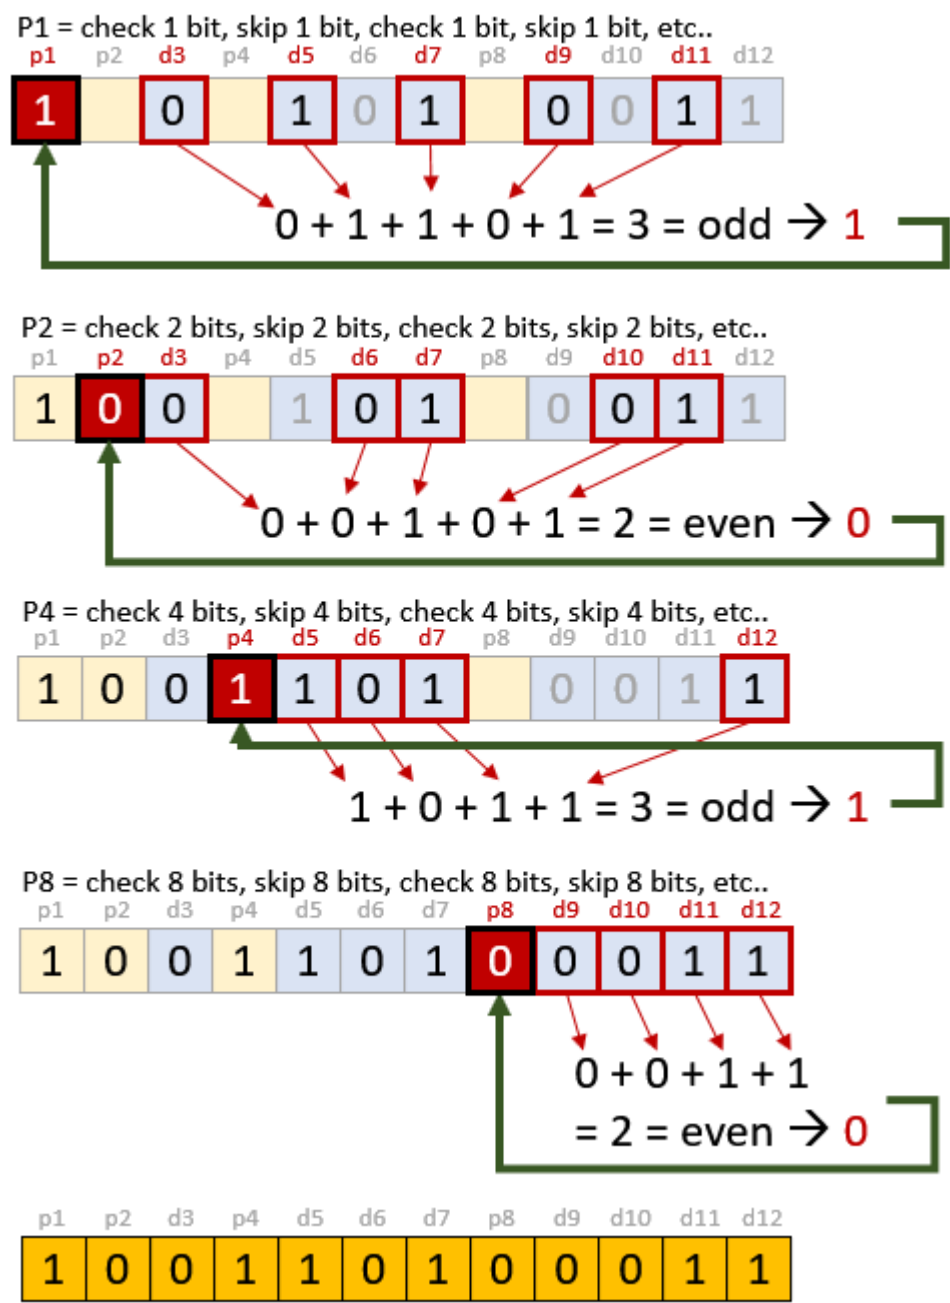 P1 = check 1 bit, skip 1 bit, check 1 bit, skip 1 bit, etc..
p1 p2 d3 p4 d5 d6 d7 p8 d9 d10 d11 d12
1 0 1 0 1 0 0 1 1
0 + 1 + 1 + 0 + 1 = 3 = odd → 1
P2 = check 2 bits, skip 2 bits, check 2 bits, skip 2 bits, etc..
p1 p2 d3 p4 d5 d6 d7 p8 d9 d10 d11 d12
1 0 0 1 0 1 0 0 1 1
0 + 0 + 1 + 0 + 1 = 2 = even → 0
P4 = check 4 bits, skip 4 bits, check 4 bits, skip 4 bits, etc..
p1 p2 d3 p4 d5 d6 d7 p8 d9 d10 d11 d12
1 0 0 1 1 0 1 0 0 1 1
1 + 0 + 1 + 1 = 3 = odd → 1
P8 = check 8 bits, skip 8 bits, check 8 bits, skip 8 bits, etc..
p1 p2 d3 p4 d5 d6 d7 p8 d9 d10 d11 d12
1 0 0 1 1 0 1 0 0 0 1 1
0 + 0 + 1 + 1
= 2 = even → 0
p1 p2 d3 p4 d5 d6 d7 p8 d9 d10 d11 d12
1 0 0 1 1 0 1 0 0 0 1 1